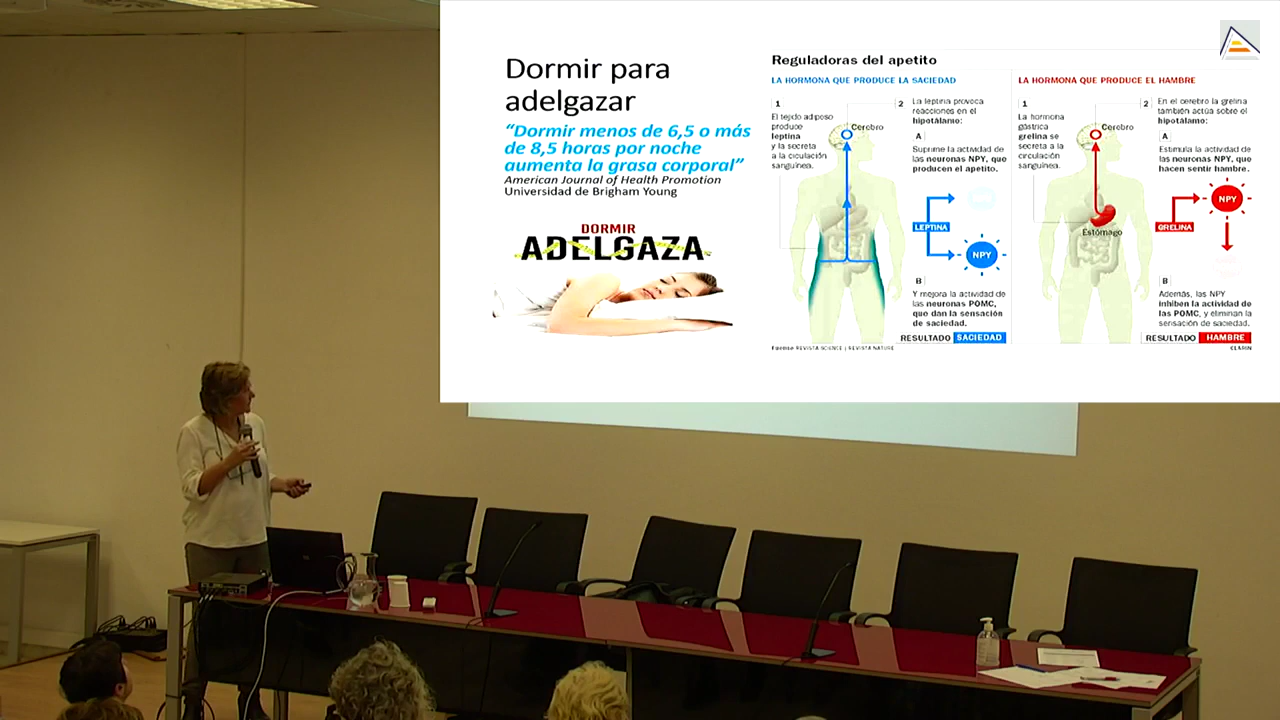 Dormir para
adelgazar
“Dormir menos de 6,5 o más
de 8,5 horas por noche
aumenta la grasa corporal”
American Journal of Health Promotion
Universidad de Brigham Young
DORMIR
ADELGAZA
Reguladoras del apetito
LA HORMONA QUE PRODUCE LA SACIEDAD
1
El tejido adiposo
produce
leptina
y la secreta
a la circulación
sanguínea.
Cerebro
2
La leptina provoca
reacciones en el
hipotálamo:
A
Suprime la actividad de
las neuronas NPY, que
producen el apetito.
LEPTINA
NPY
B
Y mejora la actividad de
las neuronas POMC,
que dan la sensación
de saciedad.
RESULTADO SACIEDAD
Fuente: REVISTA SCIENCE / REVISTA NATURE
LA HORMONA QUE PRODUCE EL HAMBRE
1
La hormona
gástrica
grelina se
secreta a la
circulación
sanguínea.
Cerebro
Estómago
2
En el cerebro la grelina
también actúa sobre el
hipotálamo:
A
Estimula la actividad de
las neuronas NPY, que
hacen sentir hambre.
GRELINA
NPY
B
Además, las NPY
inhiben la actividad de
las POMC, y eliminan la
sensación de saciedad.
RESULTADO HAMBRE
CLARIN